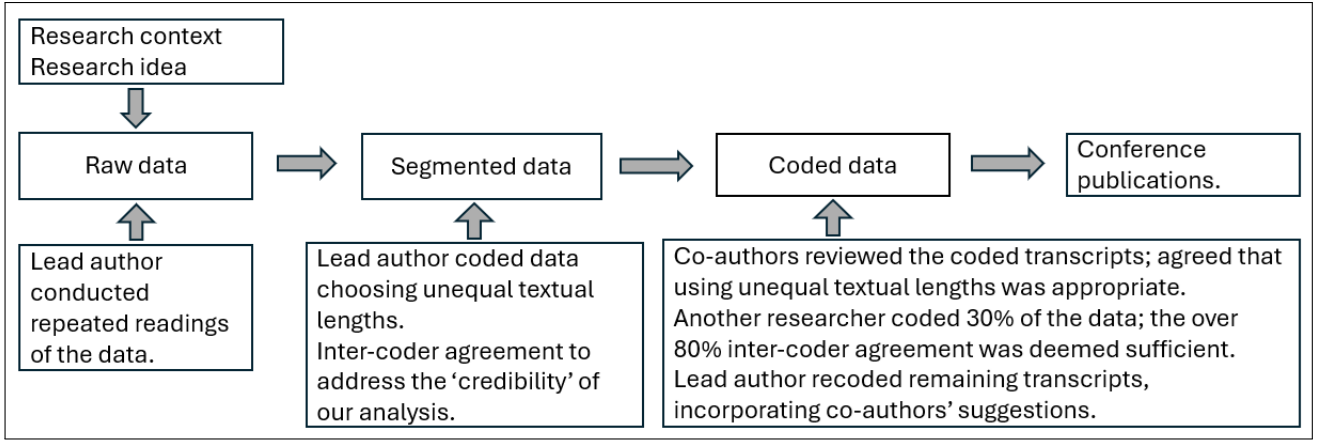 Research context
Research idea
Raw data
Segmented data
Coded data
Conference
publications.
Lead author
conducted
repeated readings
of the data.
Lead author coded data
choosing unequal textual
lengths.
Inter-coder agreement to
address the ‘credibility’ of
our analysis.
Co-authors reviewed the coded transcripts; agreed that
using unequal textual lengths was appropriate.
Another researcher coded 30% of the data; the over
80% inter-coder agreement was deemed sufficient.
Lead author recoded remaining transcripts,
incorporating co-authors’ suggestions.